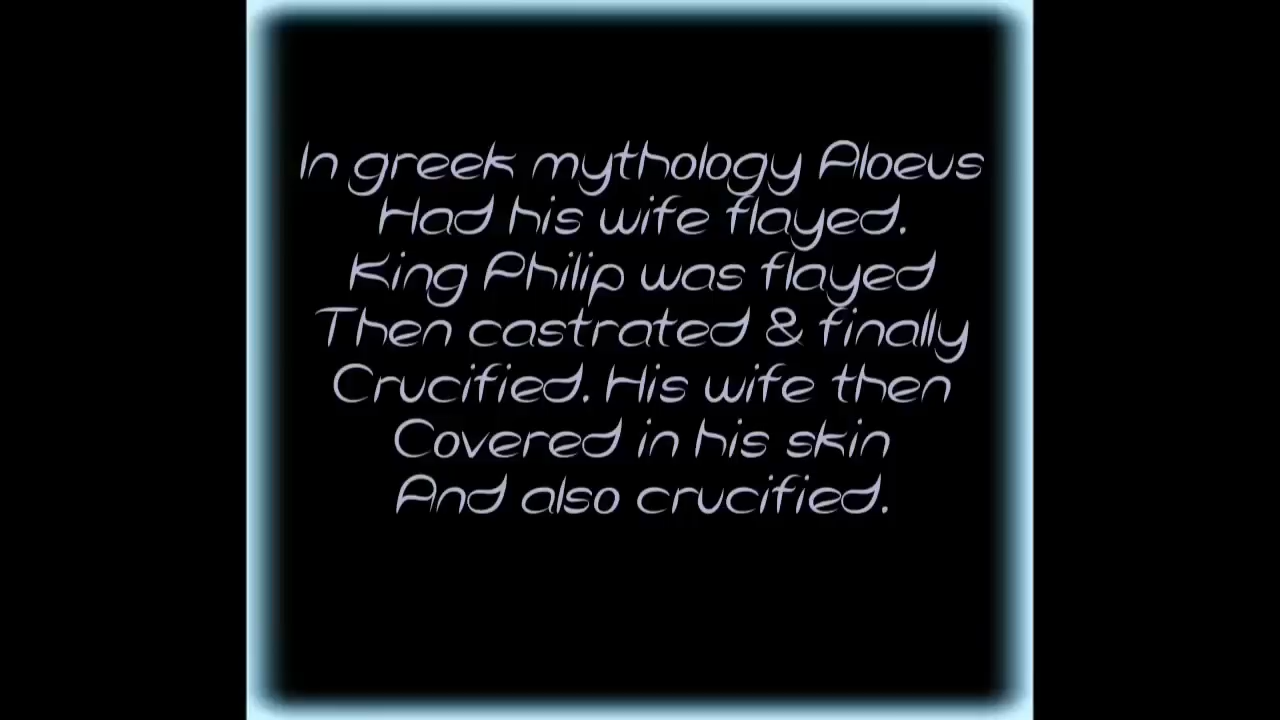 In greek mythology Aloeus
Had his wife flayed.
King Philip was flayed
Then castrated & finally
Crucified. His wife then
Covered in his skin
And also crucified.